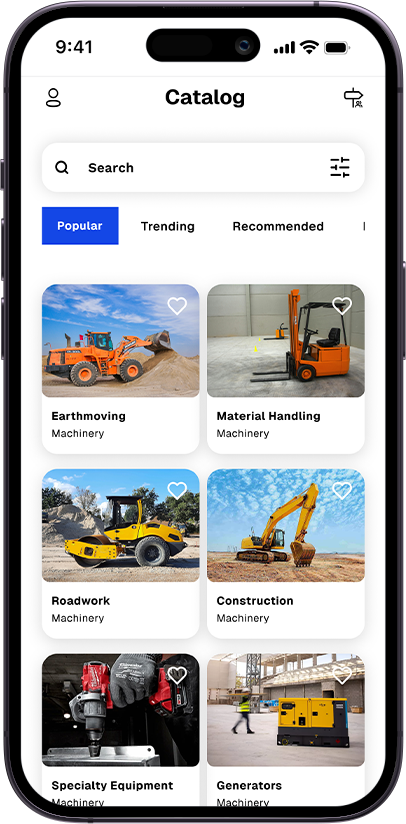 9:41
Catalog
Search
Popular
Trending
Recommended
Earthmoving
Machinery
Material Handling
Machinery
Roadwork
Machinery
Construction
Machinery
Specialty Equipment
Machinery
Generators
Machinery